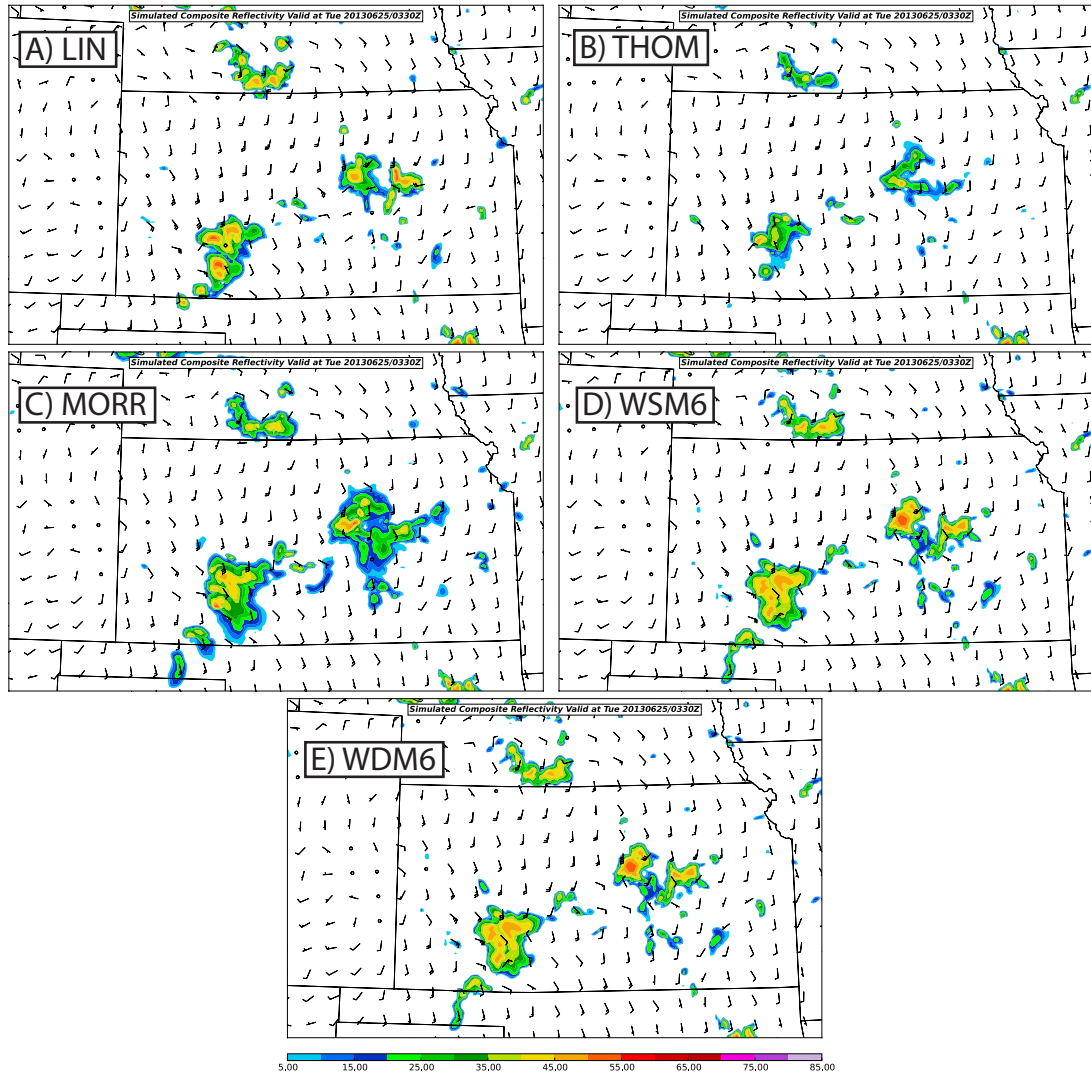 Simulated Composite Reflectivity Valid at Tue 20130625/0330Z
A) LIN
Simulated Composite Reflectivity Valid at Tue 20130625/0330Z
B) THOM
Simulated Composite Reflectivity Valid at Tue 20130625/0330Z
C) MORR
Simulated Composite Reflectivity Valid at Tue 20130625/0330Z
D) WSM6
Simulated Composite Reflectivity Valid at Tue 20130625/0330Z
E) WDM6
5.00 15.00 25.00 35.00 45.00 55.00 65.00 75.00 85.00